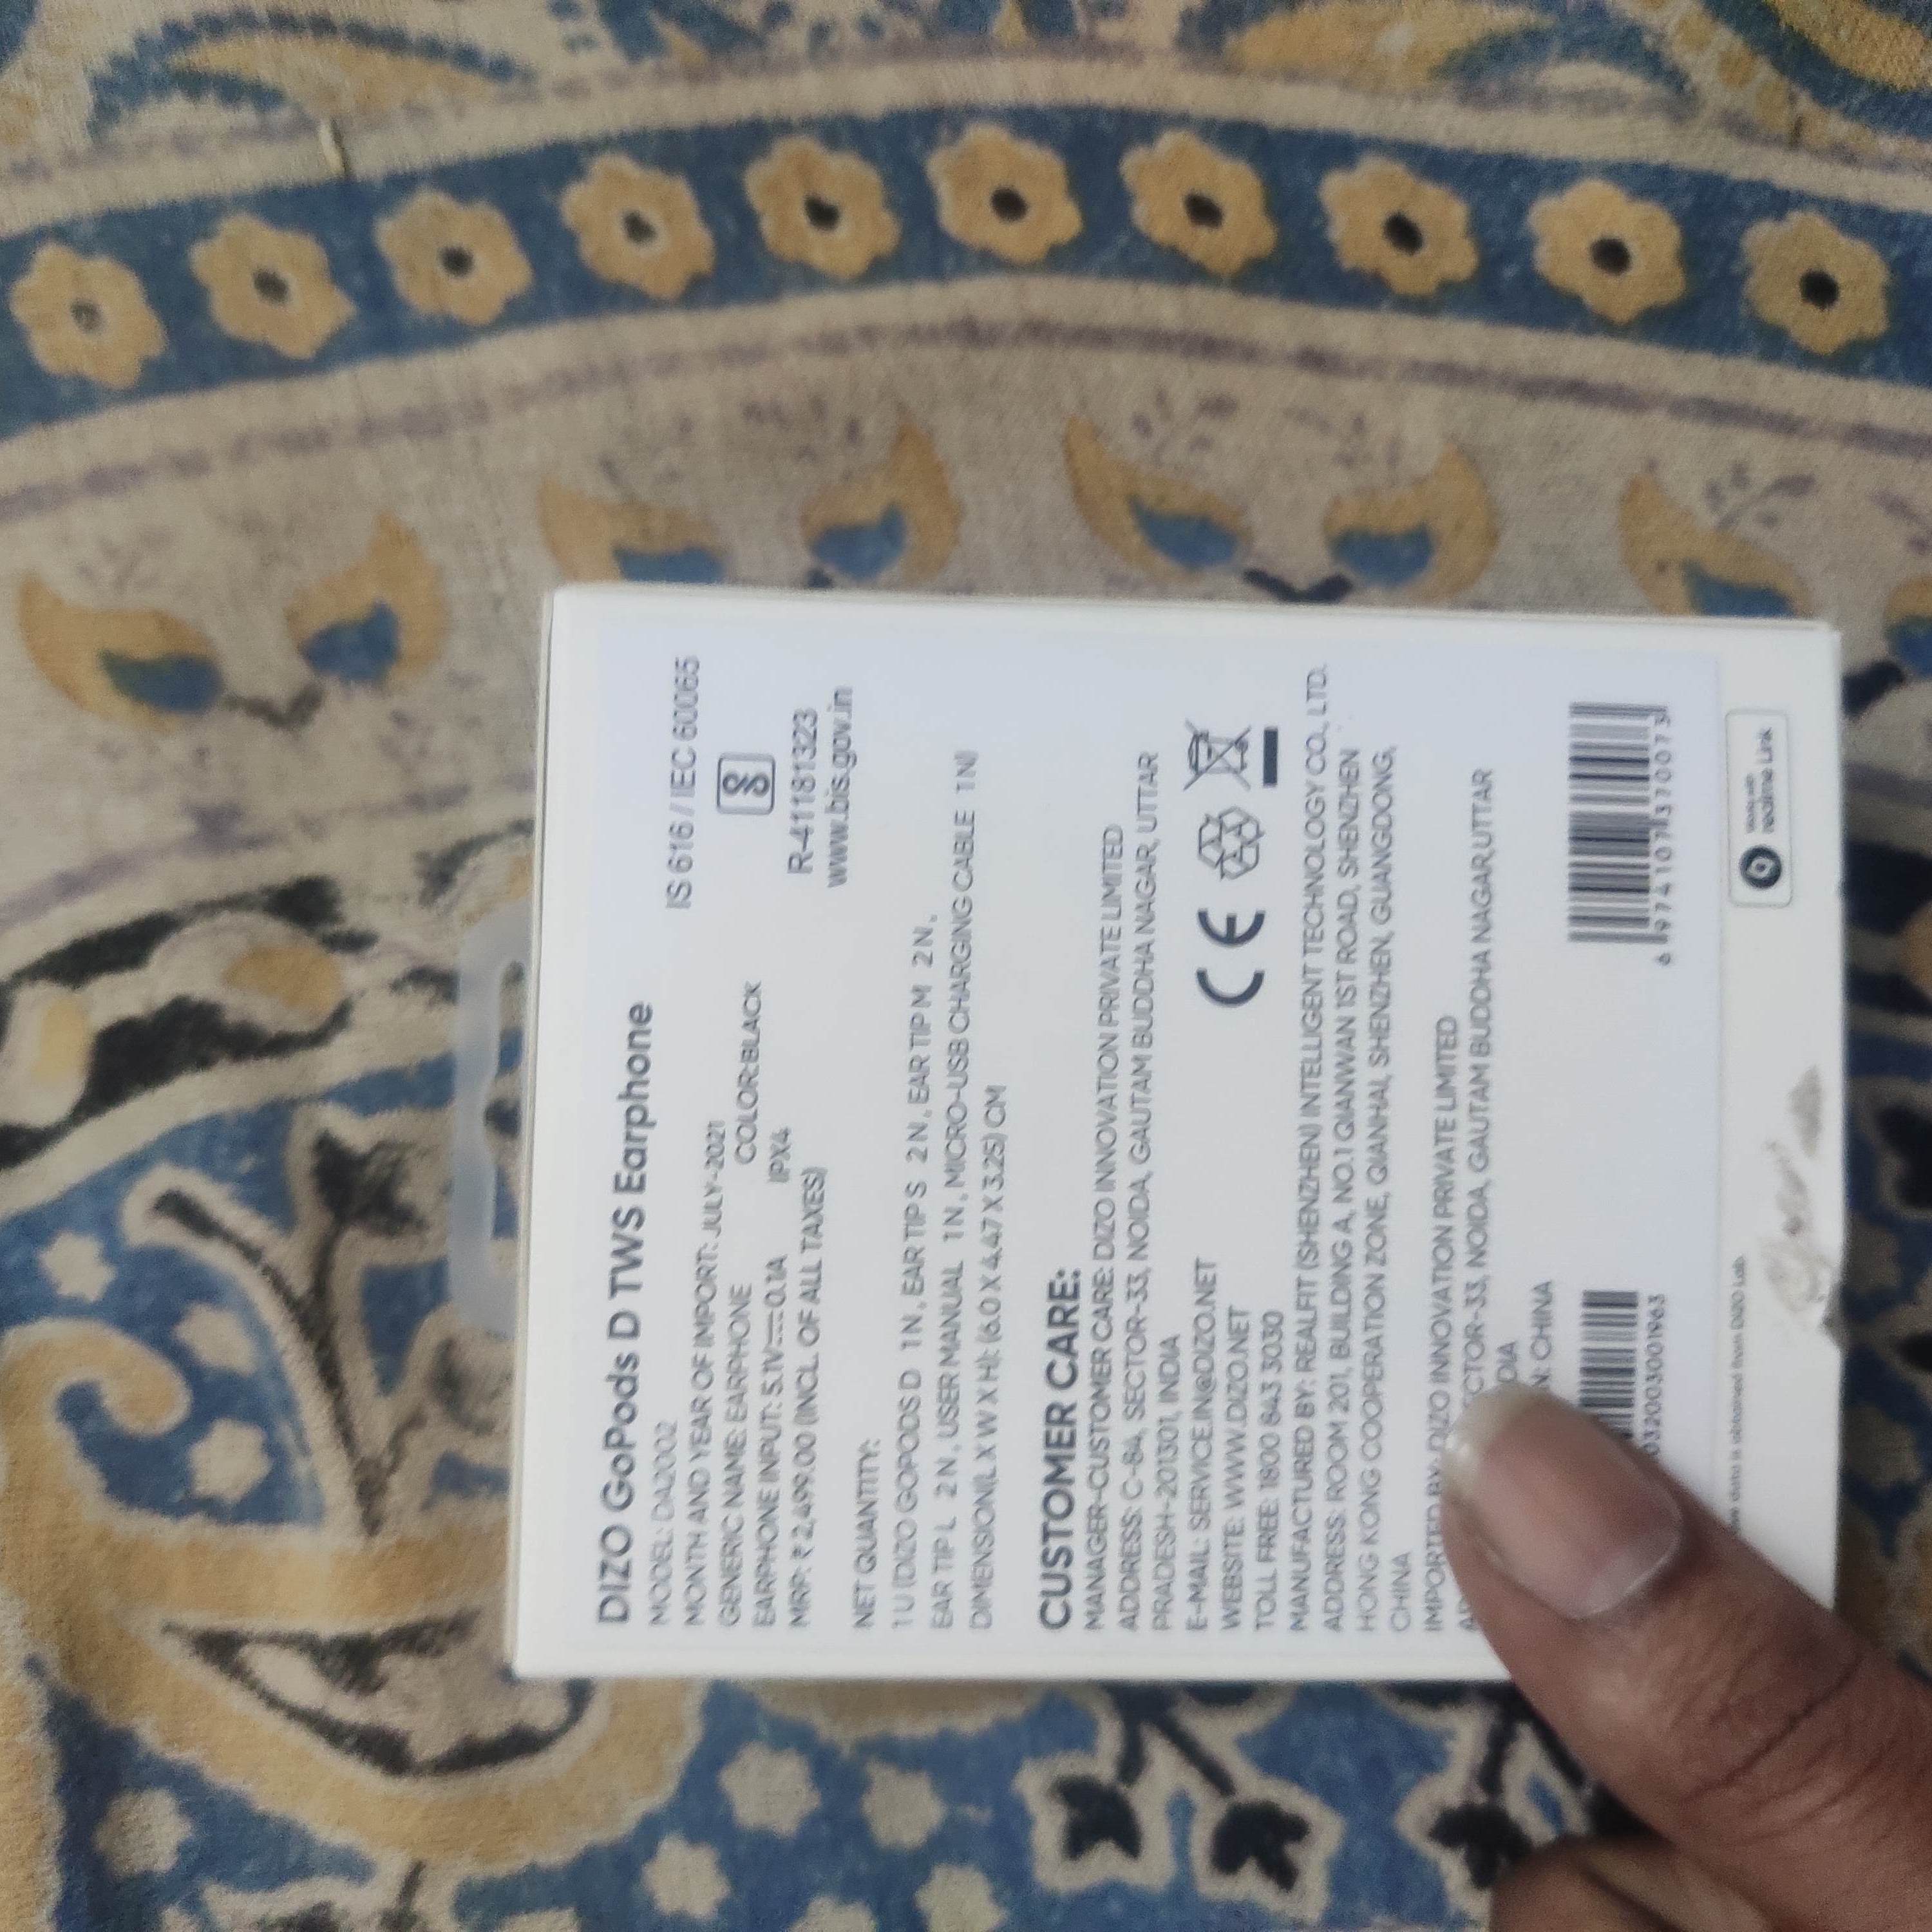 DIZO GoPods D TWS Earphone
MODEL: DA2002
MONTH AND YEAR OF IMPORT: JULY-2021
GENERIC NAME: EARPHONE COLOR:BLACK
EARPHONE INPUT: 5.1V⎓0.1A IPX4
MRP: ₹ 2,499.00 (INCL. OF ALL TAXES)
IS 616 / IEC 60065
R-41181323
www.bis.gov.in
NET QUANTITY:
1 U (DIZO GOPODS D 1 N , EAR TIP S 2 N , EAR TIP M 2 N ,
EAR TIP L 2 N , USER MANUAL 1 N , MICRO-USB CHARGING CABLE 1 N)
DIMENSION(L X W X H): (6.0 X 4.47 X 3.25) CM
CUSTOMER CARE:
MANAGER-CUSTOMER CARE: DIZO INNOVATION PRIVATE LIMITED
ADDRESS: C-84, SECTOR-33, NOIDA, GAUTAM BUDDHA NAGAR, UTTAR
PRADESH-201301, INDIA
E-MAIL: SERVICE.IN@DIZO.NET
WEBSITE: WWW.DIZO.NET
TOLL FREE: 1800 843 3030
CE
MANUFACTURED BY: REALFIT (SHENZHEN) INTELLIGENT TECHNOLOGY CO., LTD.
ADDRESS: ROOM 201, BUILDING A, NO.1 QIANWAN 1ST ROAD, SHENZHEN
HONG KONG COOPERATION ZONE, QIANHAI, SHENZHEN, GUANGDONG,
CHINA
IMPORTED BY: DIZO INNOVATION PRIVATE LIMITED
CTOR-33, NOIDA, GAUTAM BUDDHA NAGAR,UTTAR
DIA
N: CHINA
032003001963
6 974107 370073
data is obtained from DIZO Lab.
Works with
realme Link